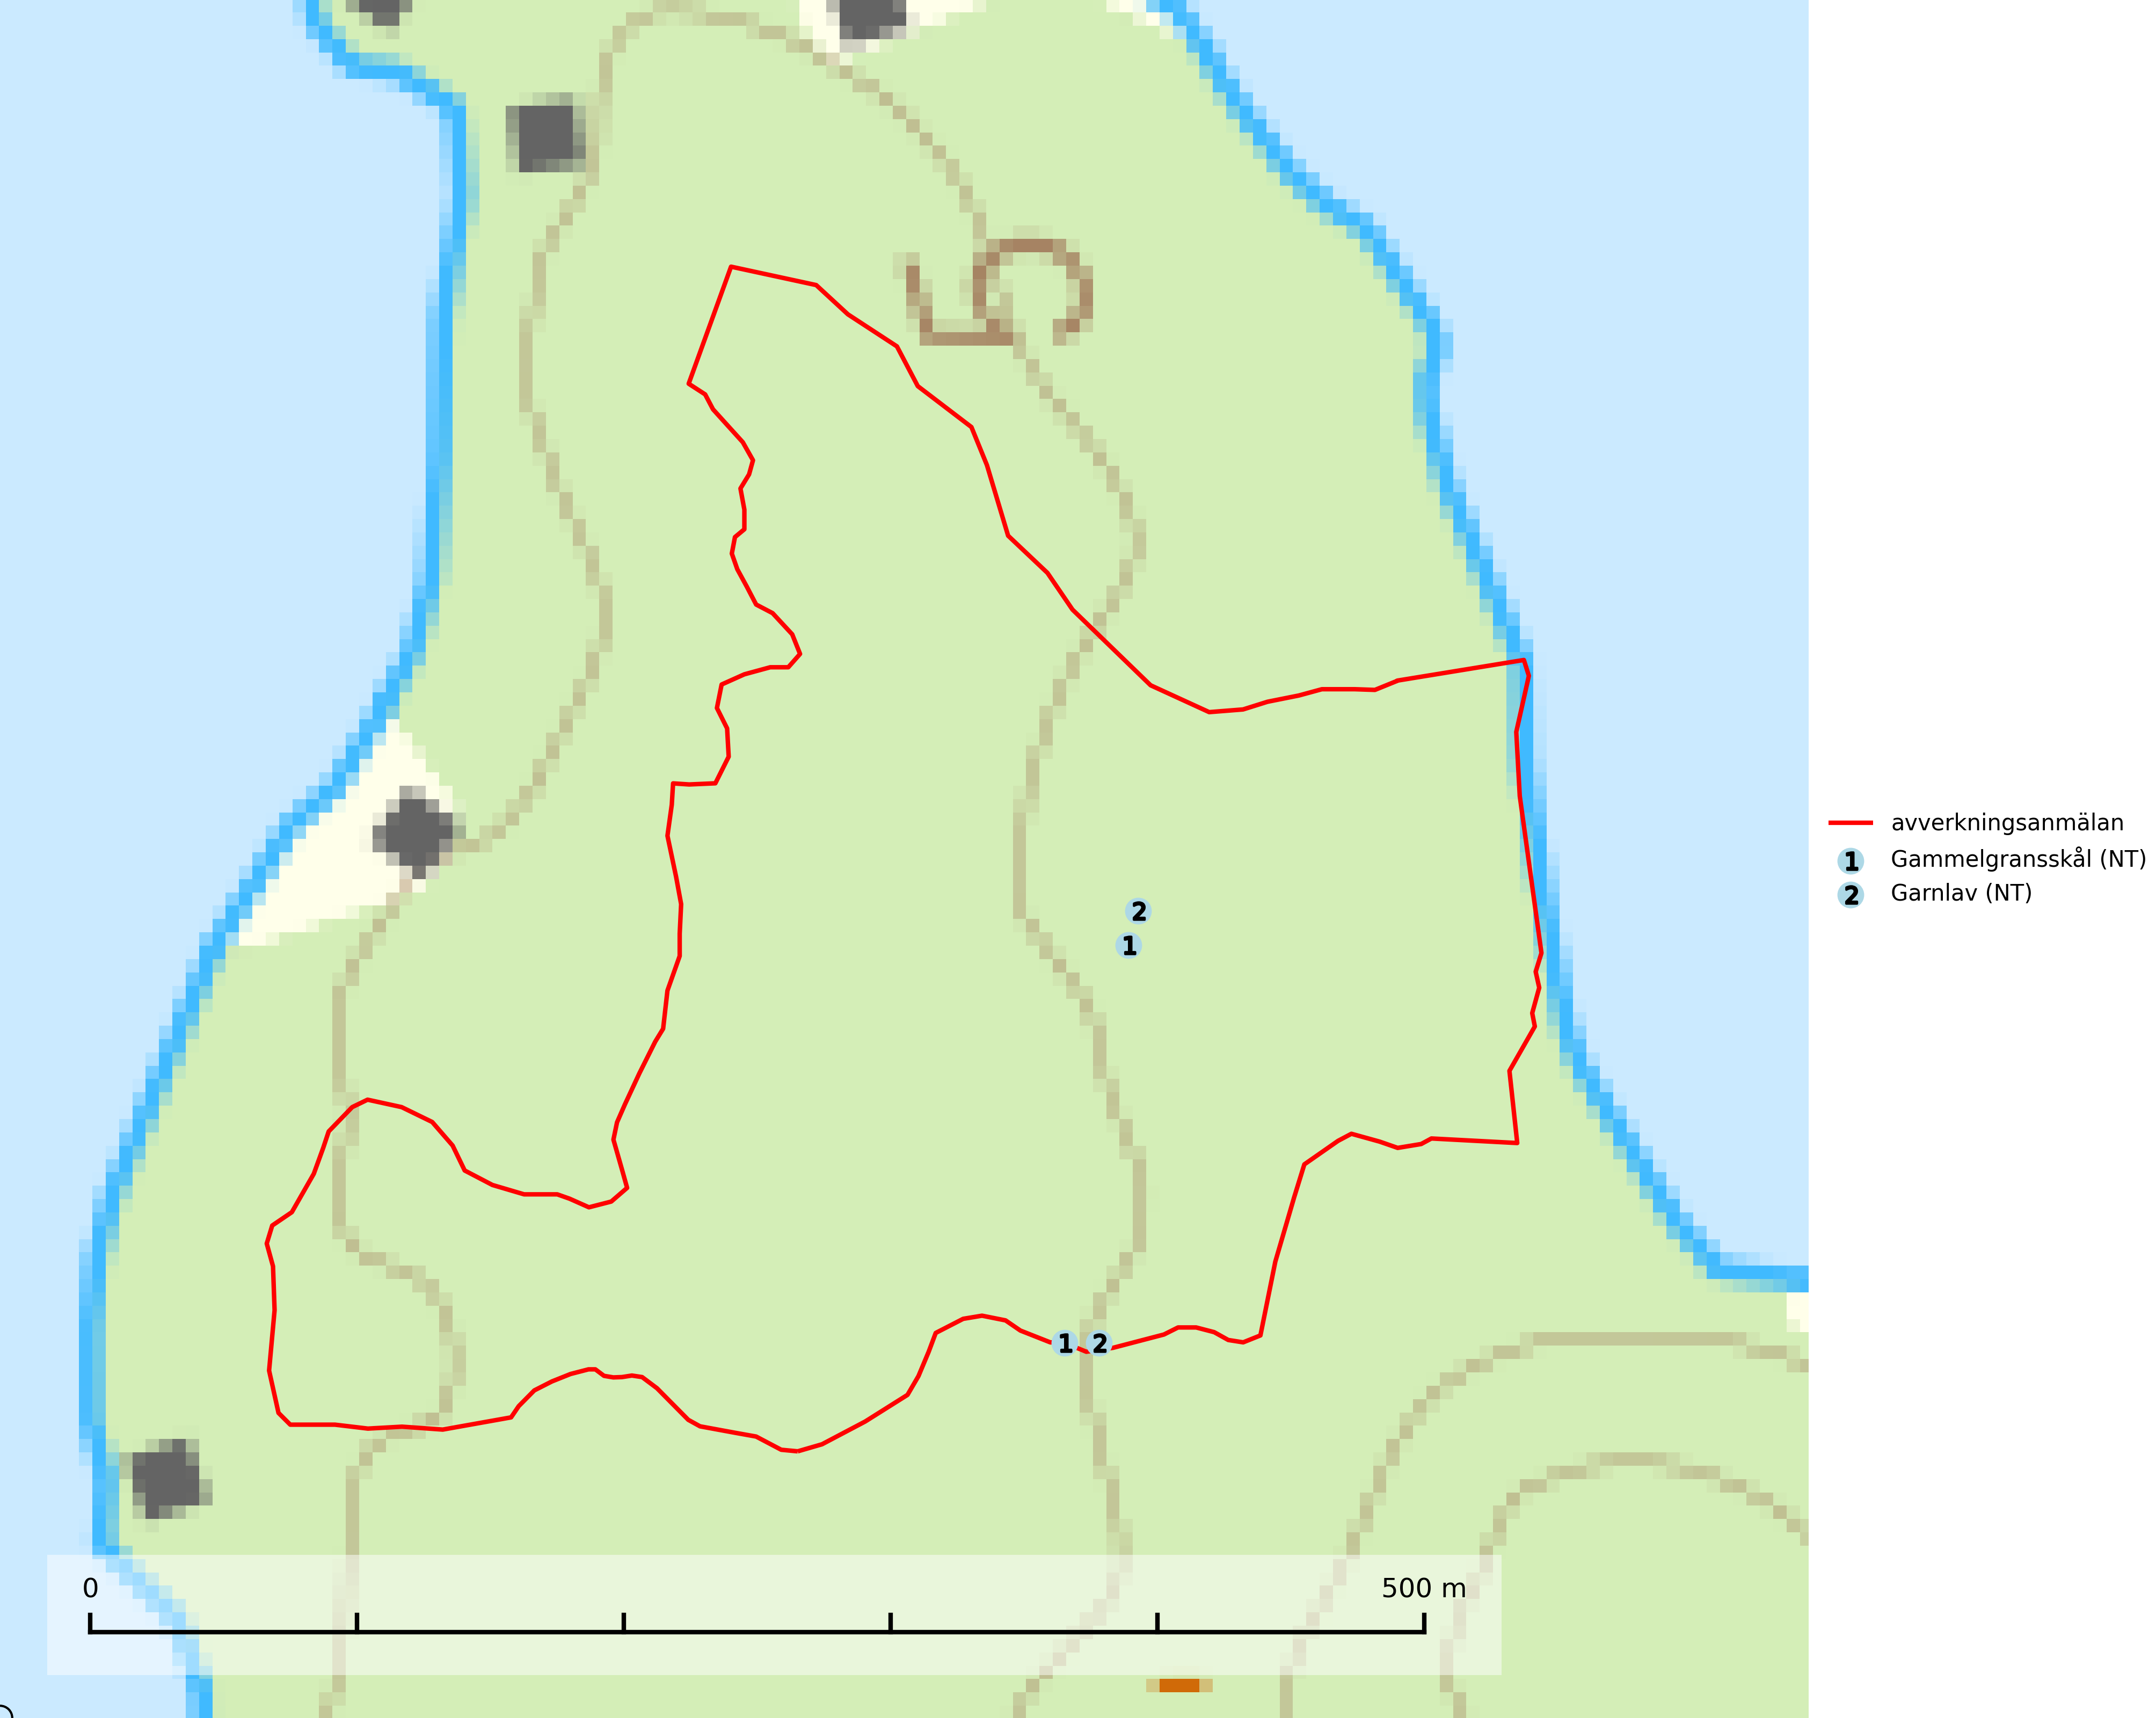 2
1
1 2
0 500 m
avverkningsanmälan
1 Gammelgransskål (NT)
2 Garnlav (NT)